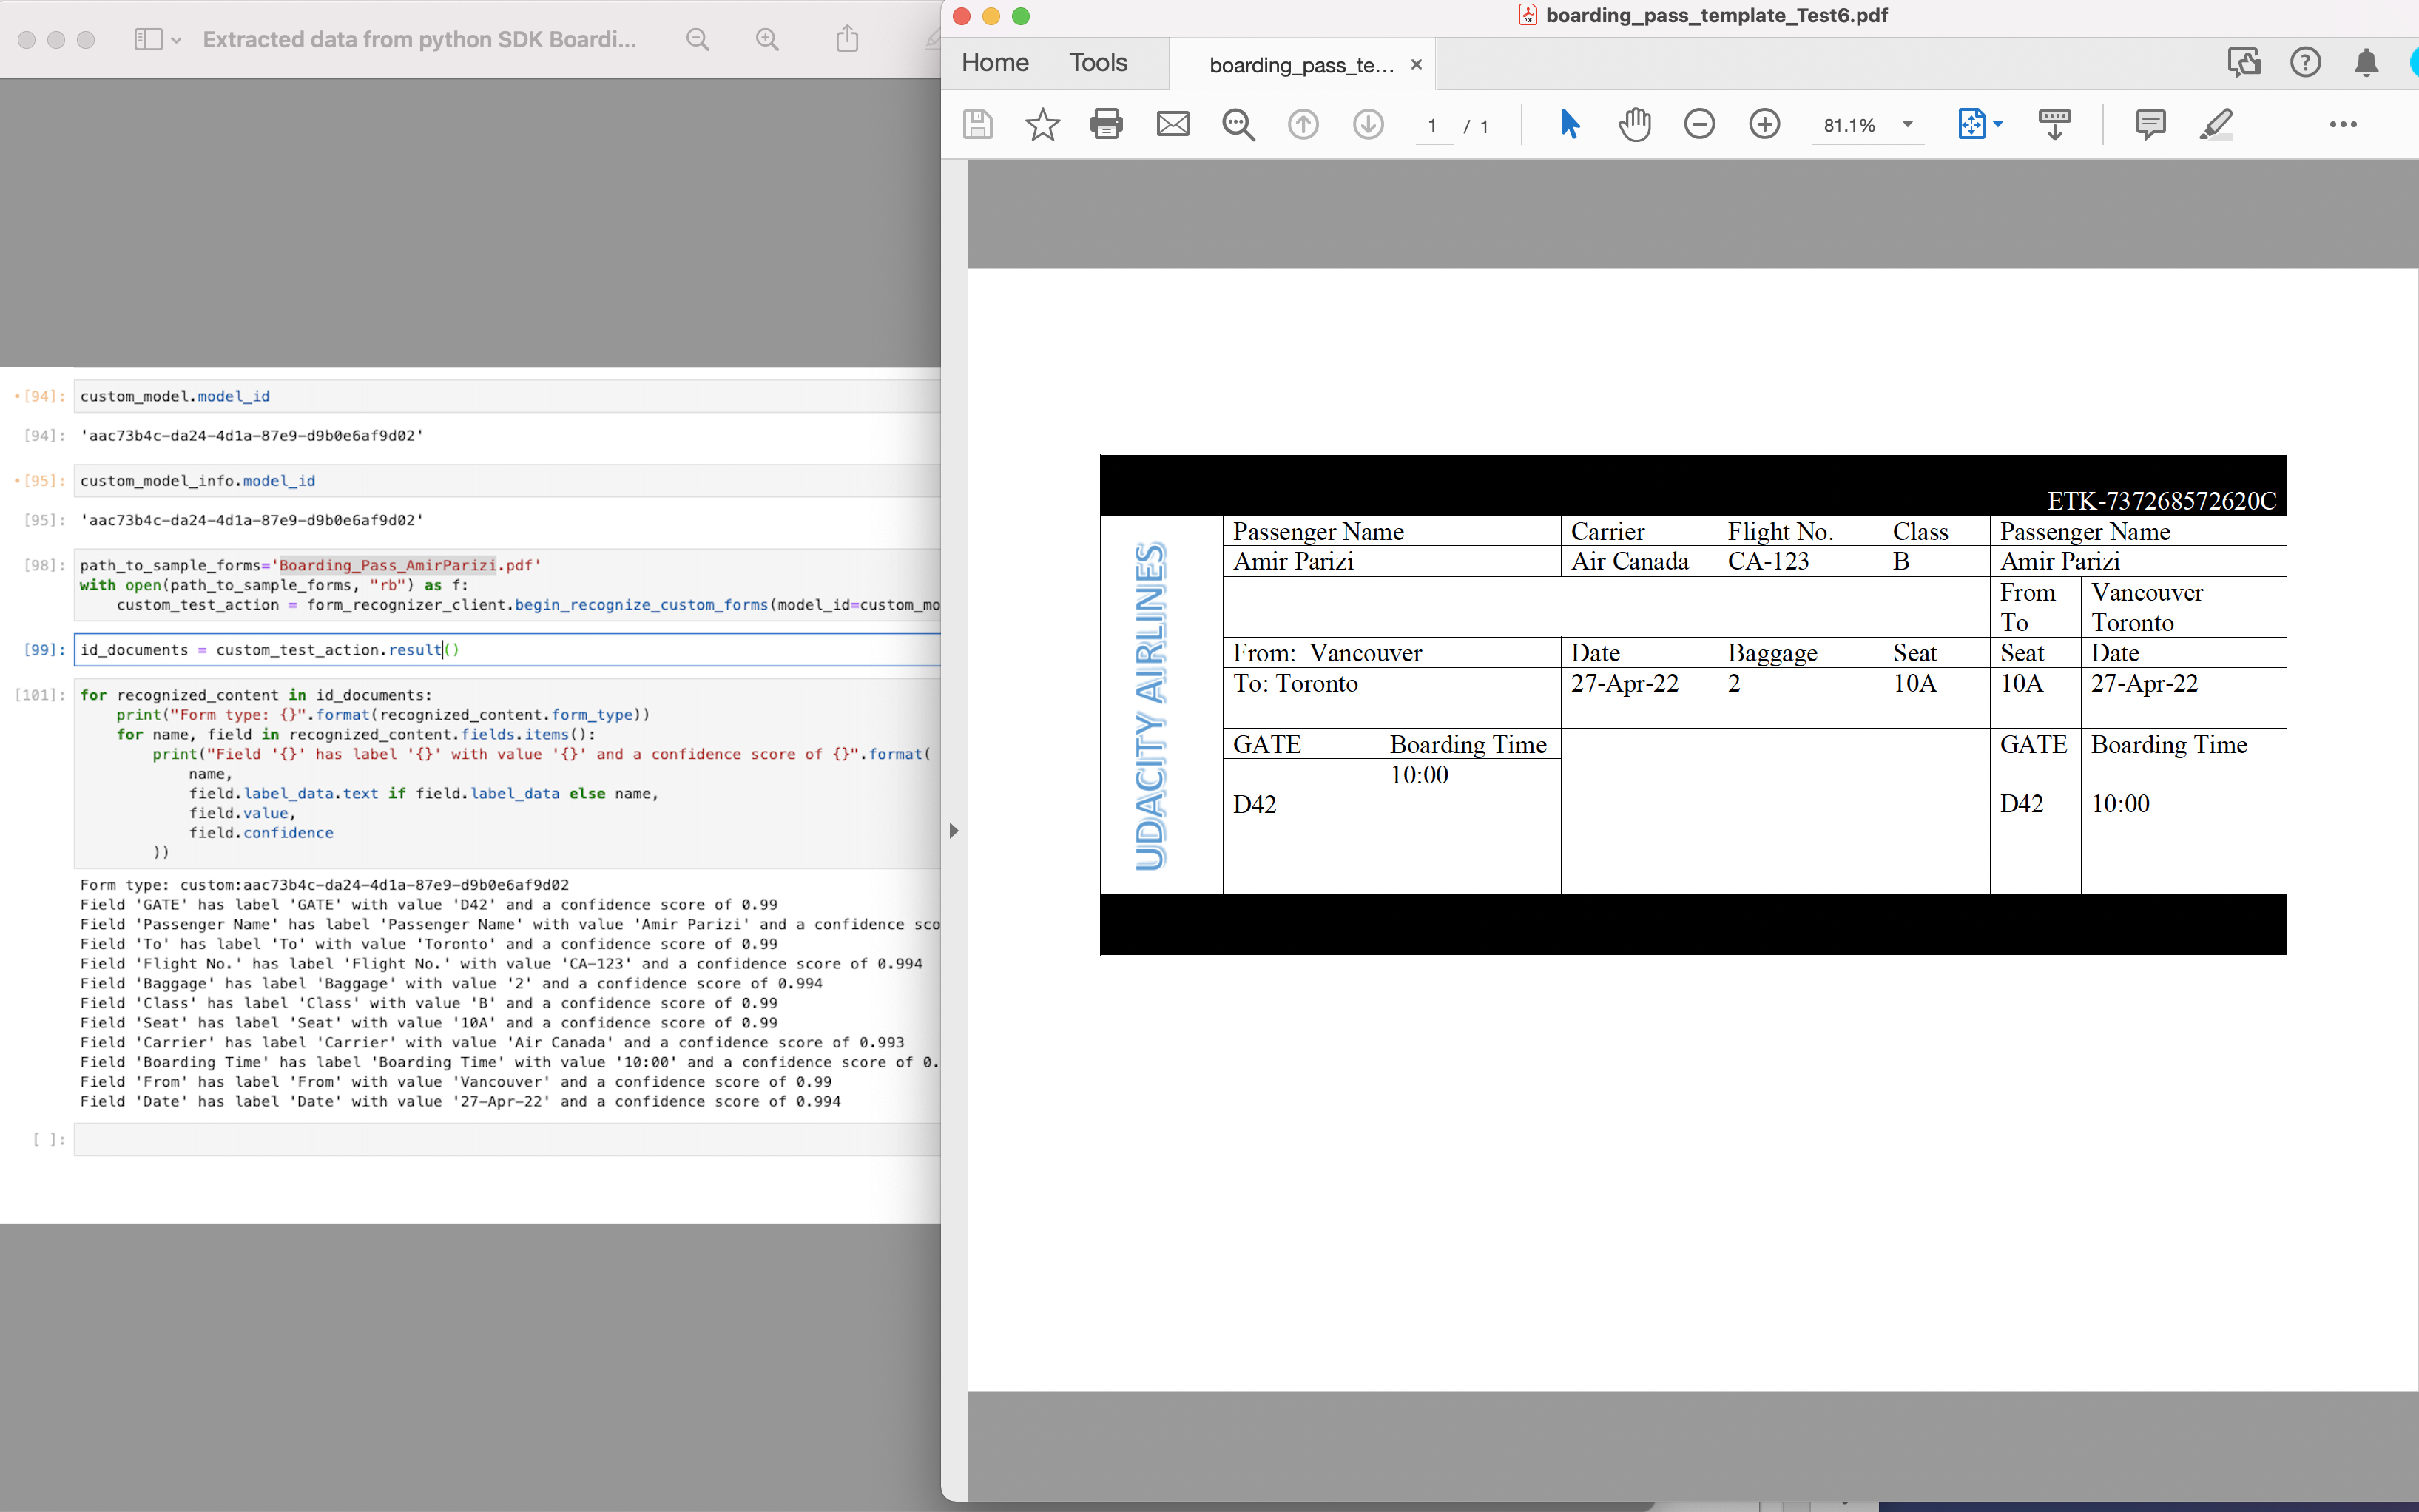 Extracted data from python SDK Boardi...
[94]: custom_model.model_id
[94]: 'aac73b4c-da24-4d1a-87e9-d9b0e6af9d02'
[95]: custom_model_info.model_id
[95]: 'aac73b4c-da24-4d1a-87e9-d9b0e6af9d02'
[98]: path_to_sample_forms='Boarding_Pass_AmirParizi.pdf'
with open(path_to_sample_forms, "rb") as f:
custom_test_action = form_recognizer_client.begin_recognize_custom_forms(model_id=custom_mo
[99]: id_documents = custom_test_action.result()
[101]: for recognized_content in id_documents:
print("Form type: {}".format(recognized_content.form_type))
for name, field in recognized_content.fields.items():
print("Field '{}' has label '{}' with value '{}' and a confidence score of {}".format(
name,
field.label_data.text if field.label_data else name,
field.value,
field.confidence
))
Form type: custom:aac73b4c-da24-4d1a-87e9-d9b0e6af9d02
Field 'GATE' has label 'GATE' with value 'D42' and a confidence score of 0.99
Field 'Passenger Name' has label 'Passenger Name' with value 'Amir Parizi' and a confidence sco
Field 'To' has label 'To' with value 'Toronto' and a confidence score of 0.99
Field 'Flight No.' has label 'Flight No.' with value 'CA-123' and a confidence score of 0.994
Field 'Baggage' has label 'Baggage' with value '2' and a confidence score of 0.994
Field 'Class' has label 'Class' with value 'B' and a confidence score of 0.99
Field 'Seat' has label 'Seat' with value '10A' and a confidence score of 0.99
Field 'Carrier' has label 'Carrier' with value 'Air Canada' and a confidence score of 0.993
Field 'Boarding Time' has label 'Boarding Time' with value '10:00' and a confidence score of 0.
Field 'From' has label 'From' with value 'Vancouver' and a confidence score of 0.99
Field 'Date' has label 'Date' with value '27-Apr-22' and a confidence score of 0.994
[ ]:
boarding_pass_template_Test6.pdf
Home Tools boarding_pass_te... ×
1 / 1 81.1%
ETK-737268572620C
UDACITY AIRLINES
Passenger Name Carrier Flight No. Class Passenger Name
Amir Parizi Air Canada CA-123 B Amir Parizi
From Vancouver
To Toronto
From: Vancouver Date Baggage Seat Seat Date
To: Toronto 27-Apr-22 2 10A 10A 27-Apr-22
GATE Boarding Time GATE Boarding Time
10:00
D42 D42 10:00